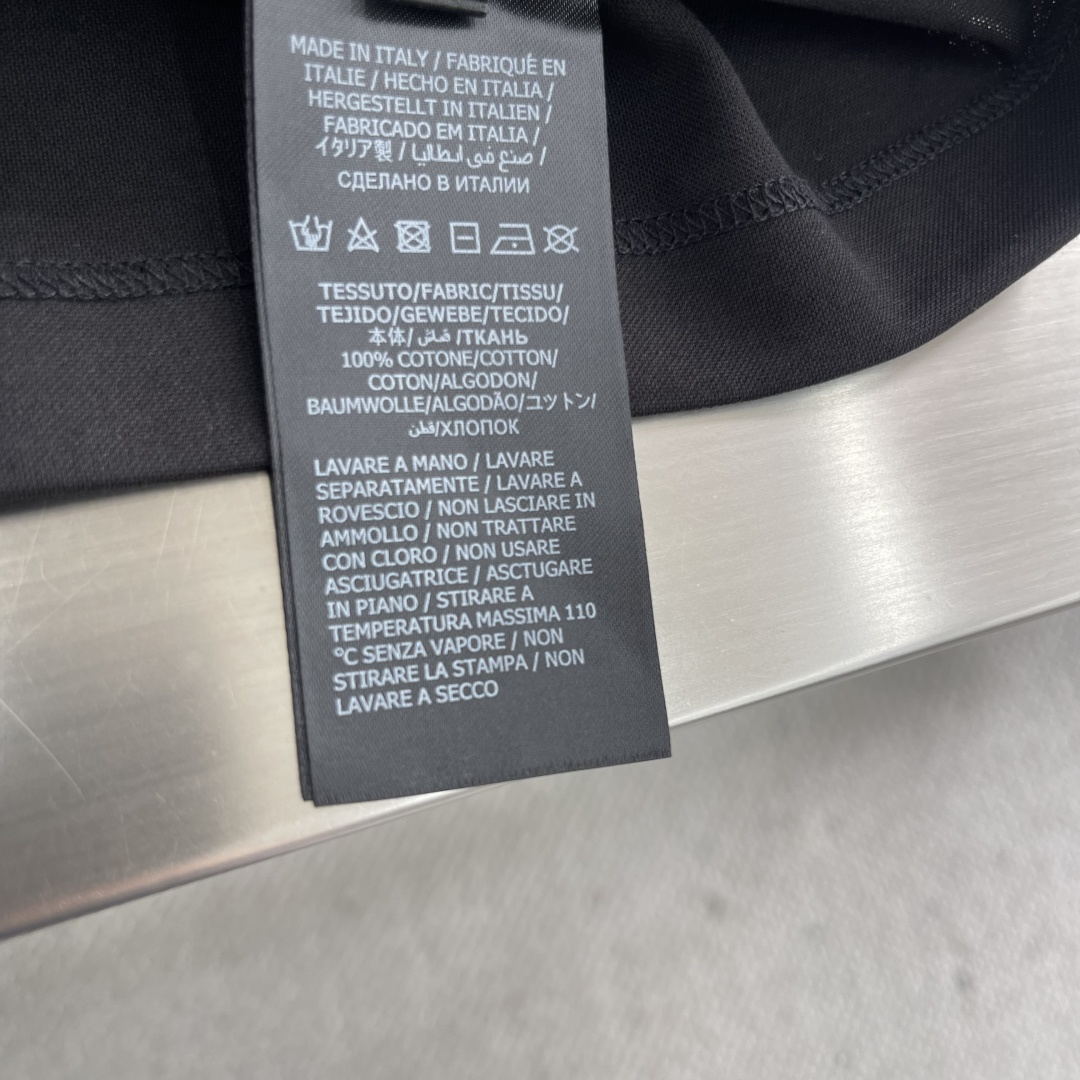 MADE IN ITALY / FABRIQUÉ EN
ITALIE / HECHO EN ITALIA /
HERGESTELLT IN ITALIEN /
FABRICADO EM ITALIA /
イタリア製 / صنع في ايطاليا /
СДЕЛАНО В ИТАЛИИ
TESSUTO/FABRIC/TISSU/
TEJIDO/GEWEBE/TECIDO/
本体/ قماش /ТКАНЬ
100% COTONE/COTTON/
COTON/ALGODON/
BAUMWOLLE/ALGODÃO/ユットン/
قطن/ХЛОПОК
LAVARE A MANO / LAVARE
SEPARATAMENTE / LAVARE A
ROVESCIO / NON LASCIARE IN
AMMOLLO / NON TRATTARE
CON CLORO / NON USARE
ASCIUGATRICE / ASCTUGARE
IN PIANO / STIRARE A
TEMPERATURA MASSIMA 110
°C SENZA VAPORE / NON
STIRARE LA STAMPA / NON
LAVARE A SECCO